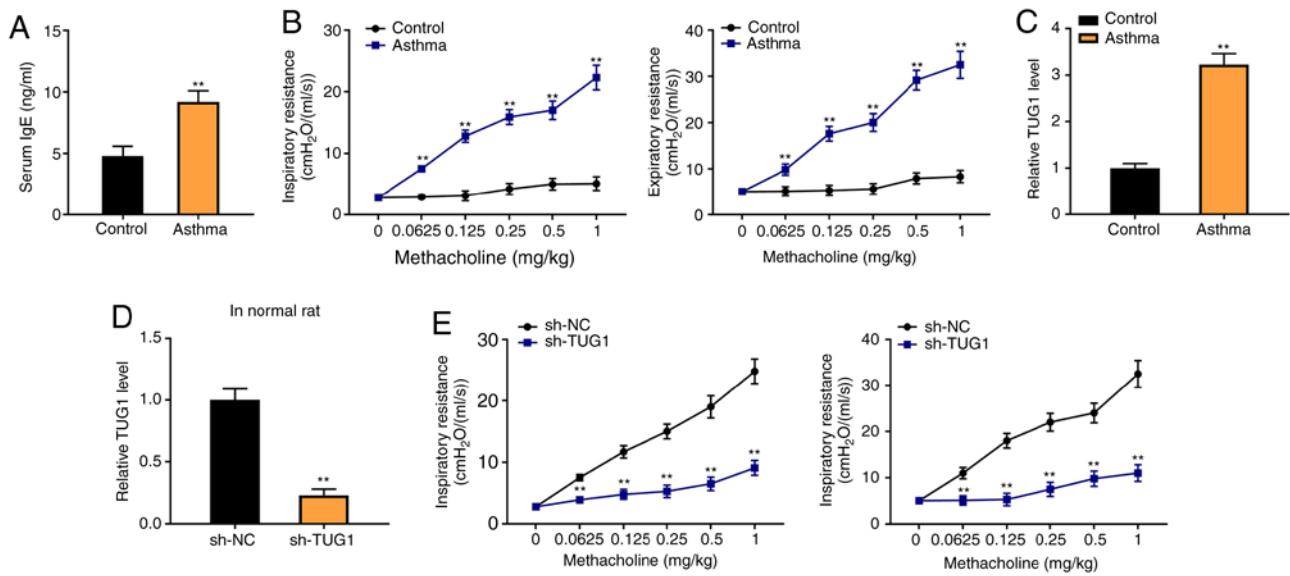 A
Serum IgE (ng/ml)
15
10
5
0
**
Control
Asthma
B
Control
Asthma
Inspiratory resistance
(cmH2O/(ml/s))
30
20
10
0
**
**
**
**
**
0
0.0625
0.125
0.25
0.5
1
Methacholine (mg/kg)
Control
Asthma
Expiratory resistance
(cmH2O/(ml/s))
40
30
20
10
0
**
**
**
**
**
0
0.0625
0.125
0.25
0.5
1
Methacholine (mg/kg)
C
Control
Asthma
Relative TUG1 level
4
3
2
1
0
**
Control
Asthma
D
In normal rat
Relative TUG1 level
1.5
1.0
0.5
0.0
**
sh-NC
sh-TUG1
E
sh-NC
sh-TUG1
Inspiratory resistance
(cmH2O/(ml/s))
30
20
10
0
**
**
**
**
**
0
0.0625
0.125
0.25
0.5
1
Methacholine (mg/kg)
sh-NC
sh-TUG1
Inspiratory resistance
(cmH2O/(ml/s))
40
30
20
10
0
**
**
**
**
**
0
0.0625
0.125
0.25
0.5
1
Methacholine (mg/kg)